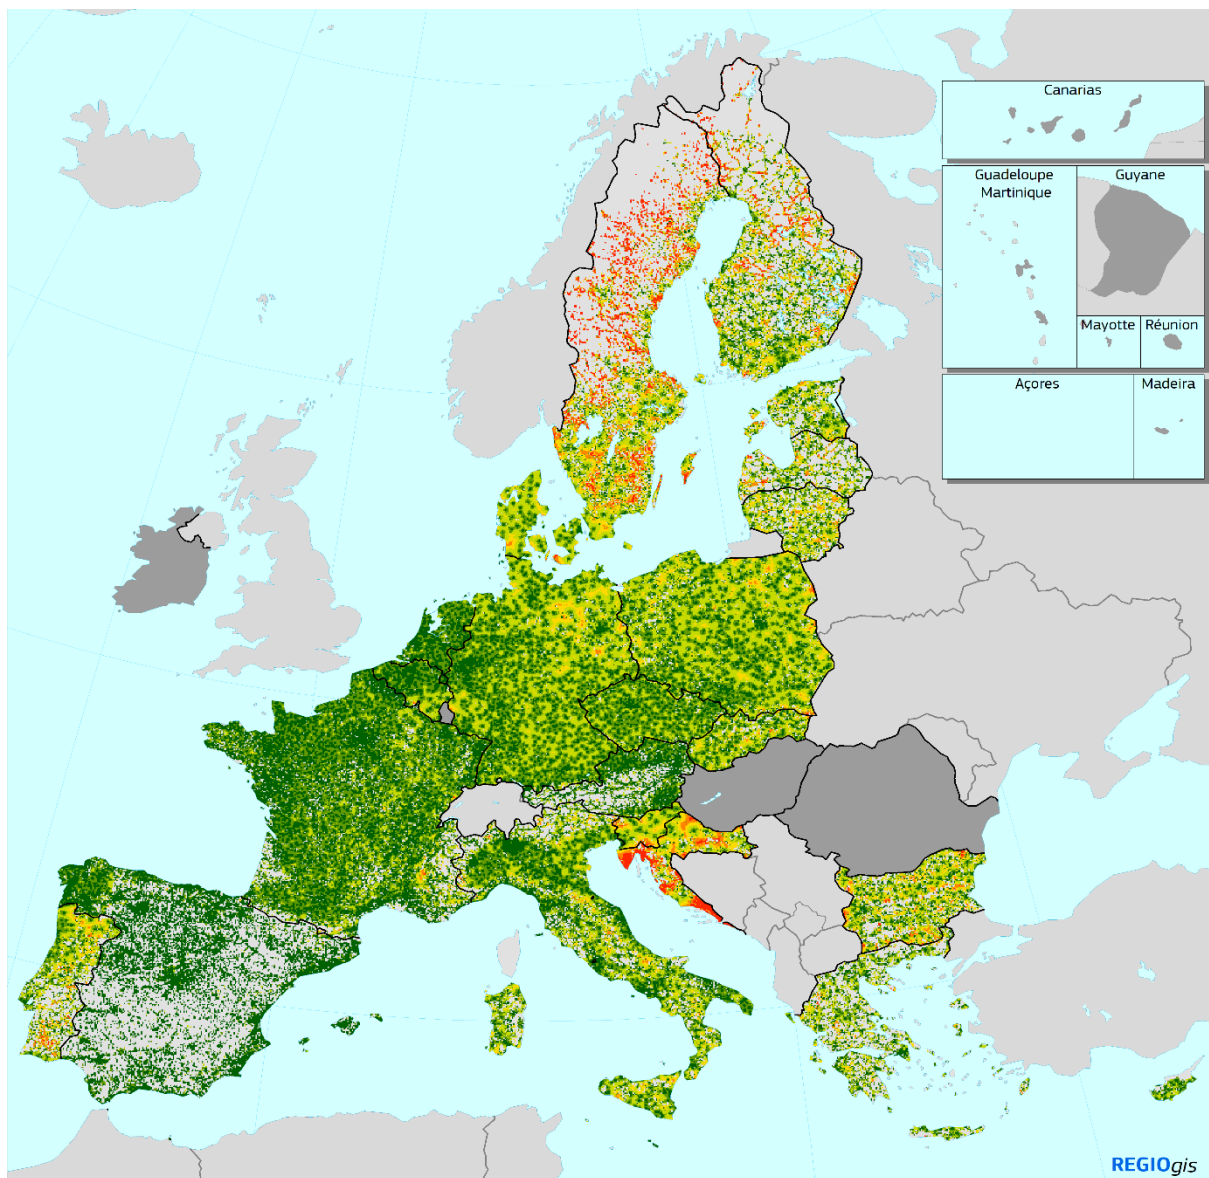 Canarias
Guadeloupe
Martinique
Guyane
Mayotte
Réunion
Açores
Madeira
REGIOgis